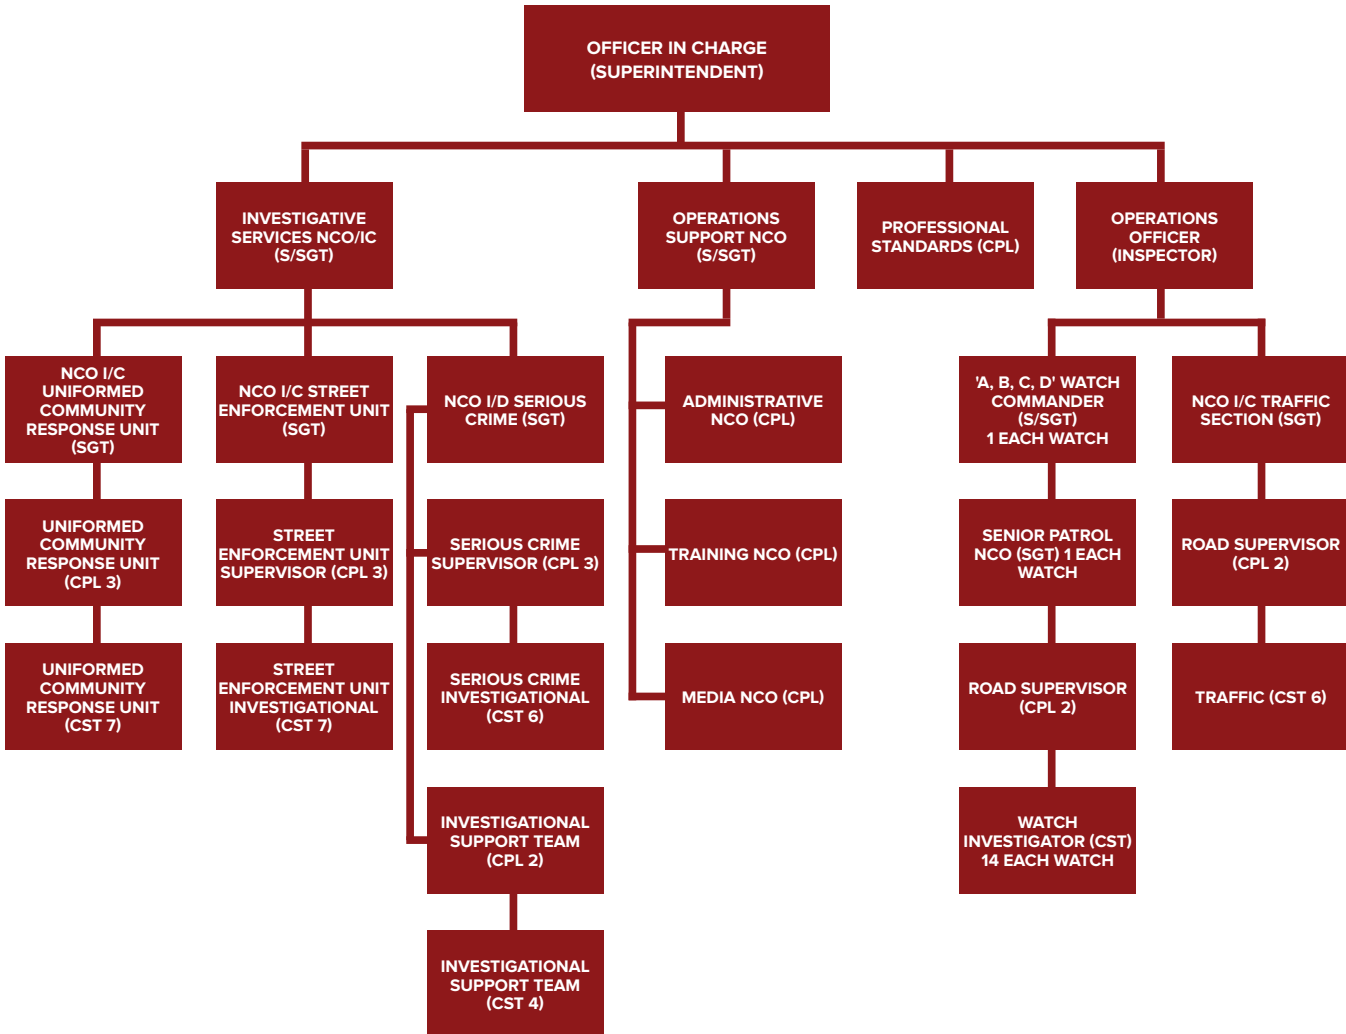 OFFICER IN CHARGE
(SUPERINTENDENT)
INVESTIGATIVE
SERVICES NCO/IC
(S/SGT)
OPERATIONS
SUPPORT NCO
(S/SGT)
PROFESSIONAL
STANDARDS (CPL)
OPERATIONS
OFFICER
(INSPECTOR)
NCO I/C
UNIFORMED
COMMUNITY
RESPONSE UNIT
(SGT)
NCO I/C STREET
ENFORCEMENT UNIT
(SGT)
NCO I/D SERIOUS
CRIME (SGT)
ADMINISTRATIVE
NCO (CPL)
'A, B, C, D' WATCH
COMMANDER
(S/SGT)
1 EACH WATCH
NCO I/C TRAFFIC
SECTION (SGT)
UNIFORMED
COMMUNITY
RESPONSE UNIT
(CPL 3)
STREET
ENFORCEMENT UNIT
SUPERVISOR (CPL 3)
SERIOUS CRIME
SUPERVISOR (CPL 3)
TRAINING NCO (CPL)
SENIOR PATROL
NCO (SGT) 1 EACH
WATCH
ROAD SUPERVISOR
(CPL 2)
UNIFORMED
COMMUNITY
RESPONSE UNIT
(CST 7)
STREET
ENFORCEMENT UNIT
INVESTIGATIONAL
(CST 7)
SERIOUS CRIME
INVESTIGATIONAL
(CST 6)
MEDIA NCO (CPL)
ROAD SUPERVISOR
(CPL 2)
TRAFFIC (CST 6)
INVESTIGATIONAL
SUPPORT TEAM
(CPL 2)
WATCH
INVESTIGATOR (CST)
14 EACH WATCH
INVESTIGATIONAL
SUPPORT TEAM
(CST 4)